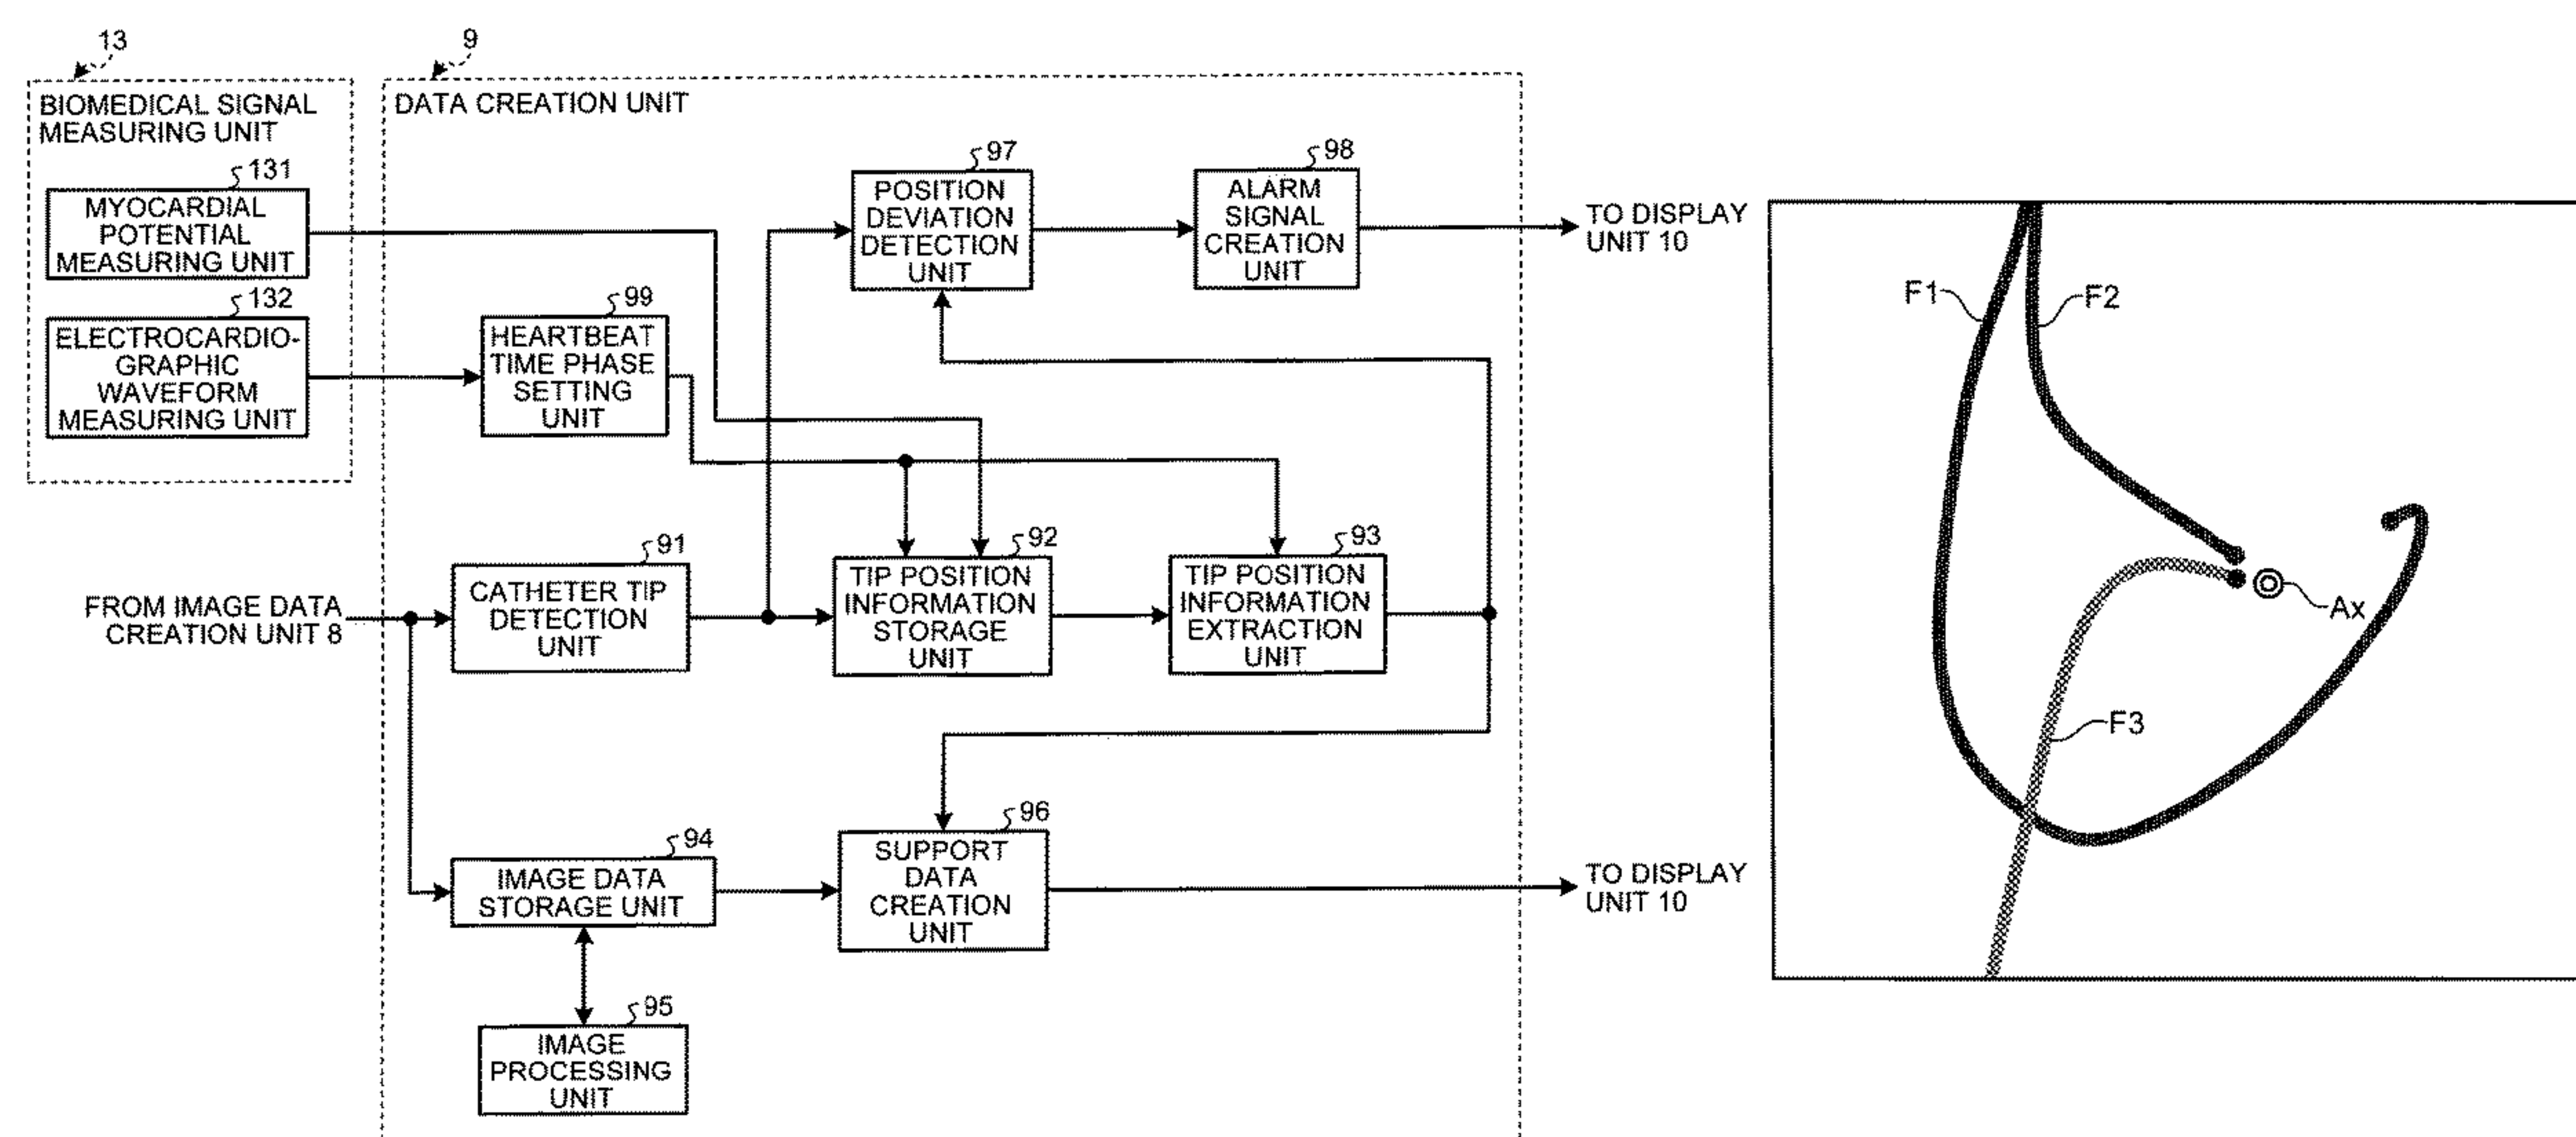 13
BIOMEDICAL SIGNAL
MEASURING UNIT
131
MYOCARDIAL
POTENTIAL
MEASURING UNIT
132
ELECTROCARDIO-
GRAPHIC
WAVEFORM
MEASURING UNIT
9
DATA CREATION UNIT
97
POSITION
DEVIATION
DETECTION
UNIT
98
ALARM
SIGNAL
CREATION
UNIT
TO DISPLAY
UNIT 10
99
HEARTBEAT
TIME PHASE
SETTING
UNIT
FROM IMAGE DATA
CREATION UNIT 8
91
CATHETER TIP
DETECTION
UNIT
92
TIP POSITION
INFORMATION
STORAGE
UNIT
93
TIP POSITION
INFORMATION
EXTRACTION
UNIT
94
IMAGE DATA
STORAGE UNIT
96
SUPPORT
DATA
CREATION
UNIT
TO DISPLAY
UNIT 10
95
IMAGE
PROCESSING
UNIT
F1
F2
Ax
F3